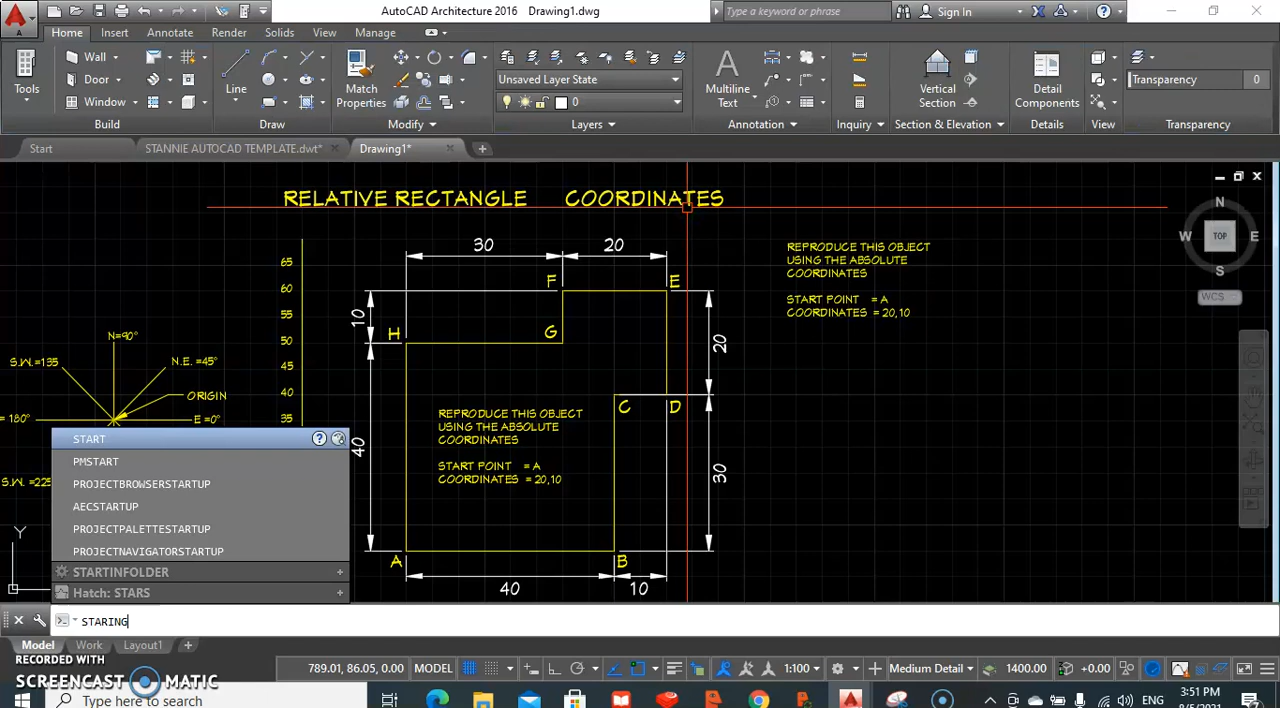 AutoCAD Architecture 2016 Drawing1.dwg
Type a keyword or phrase
Sign In
Home Insert Annotate Render Solids View Manage
Tools
Wall
Door
Window
Line
Match
Properties
Unsaved Layer State
0
Multiline
Text
Vertical
Section
Detail
Components
Transparency 0
Build Draw Modify Layers Annotation Inquiry Section & Elevation Details View Transparency
Start STANNIE AUTOCAD TEMPLATE.dwt* Drawing1*
RELATIVE RECTANGLE COORDINATES
N
W TOP E
S
WCS
30 20
65
60
55
50
45
40
35
F E
H G
10
40
C D
20
30
A B
40 10
REPRODUCE THIS OBJECT
USING THE ABSOLUTE
COORDINATES
START POINT = A
COORDINATES = 20,10
REPRODUCE THIS OBJECT
USING THE ABSOLUTE
COORDINATES
START POINT = A
COORDINATES = 20,10
N=90°
S.W.=135 N.E.=45°
ORIGIN
= 180° E =0°
S.W.=225
START
PMSTART
PROJECTBROWSERSTARTUP
AECSTARTUP
PROJECTPALETTESTARTUP
PROJECTNAVIGATORSTARTUP
STARTINFOLDER
Hatch: STARS
Y
STARING
Model Work Layout1
RECORDED WITH
SCREENCAST MATIC
789.01, 86.05, 0.00 MODEL 1:100 Medium Detail 1400.00 +0.00
Type here to search
ENG
3:51 PM